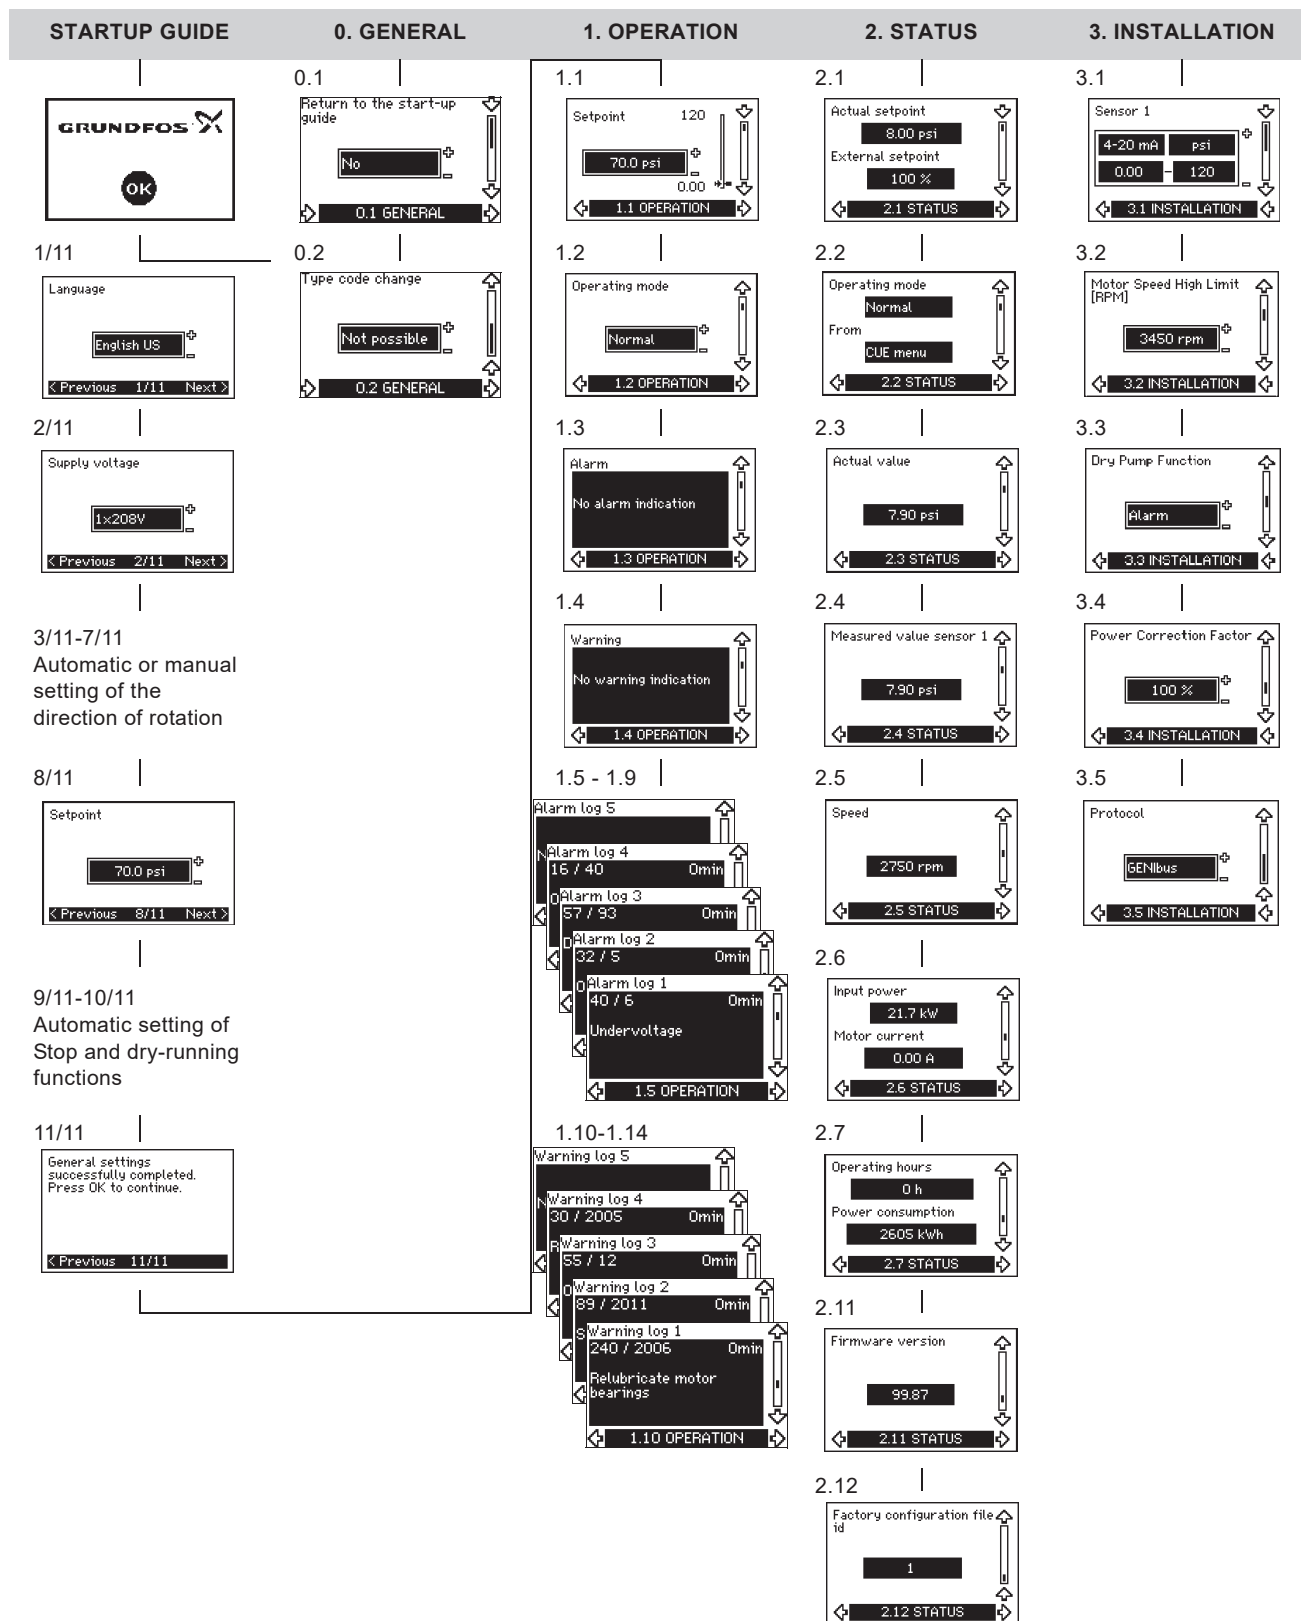 STARTUP GUIDE
GRUNDFOS
OK
1/11
Language
English US
< Previous 1/11 Next >
2/11
Supply voltage
1x208V
< Previous 2/11 Next >
3/11-7/11
Automatic or manual
setting of the
direction of rotation
8/11
Setpoint
70.0 psi
< Previous 8/11 Next >
9/11-10/11
Automatic setting of
Stop and dry-running
functions
11/11
General settings
successfully completed.
Press OK to continue.
< Previous 11/11
0. GENERAL
0.1
Return to the start-up
guide
No
0.1 GENERAL
0.2
Type code change
Not possible
0.2 GENERAL
1. OPERATION
1.1
Setpoint 120
70.0 psi
0.00
1.1 OPERATION
1.2
Operating mode
Normal
1.2 OPERATION
1.3
Alarm
No alarm indication
1.3 OPERATION
1.4
Warning
No warning indication
1.4 OPERATION
1.5 - 1.9
Alarm log 5
N
Alarm log 4
16 / 40 0min
O
Alarm log 3
57 / 93 0min
D
Alarm log 2
32 / 5 0min
O
Alarm log 1
40 / 6 0min
Undervoltage
1.5 OPERATION
1.10-1.14
Warning log 5
N
Warning log 4
30 / 2005 0min
R
Warning log 3
55 / 12 0min
O
Warning log 2
89 / 2011 0min
S
Warning log 1
240 / 2006 0min
Relubricate motor
bearings
1.10 OPERATION
2. STATUS
2.1
Actual setpoint
8.00 psi
External setpoint
100 %
2.1 STATUS
2.2
Operating mode
Normal
From
CUE menu
2.2 STATUS
2.3
Actual value
7.90 psi
2.3 STATUS
2.4
Measured value sensor 1
7.90 psi
2.4 STATUS
2.5
Speed
2750 rpm
2.5 STATUS
2.6
Input power
21.7 kW
Motor current
0.00 A
2.6 STATUS
2.7
Operating hours
0 h
Power consumption
2605 kWh
2.7 STATUS
2.11
Firmware version
99.87
2.11 STATUS
2.12
Factory configuration file
id
1
2.12 STATUS
3. INSTALLATION
3.1
Sensor 1
4-20 mA psi
0.00 - 120
3.1 INSTALLATION
3.2
Motor Speed High Limit
[RPM]
3450 rpm
3.2 INSTALLATION
3.3
Dry Pump Function
Alarm
3.3 INSTALLATION
3.4
Power Correction Factor
100 %
3.4 INSTALLATION
3.5
Protocol
GENIbus
3.5 INSTALLATION